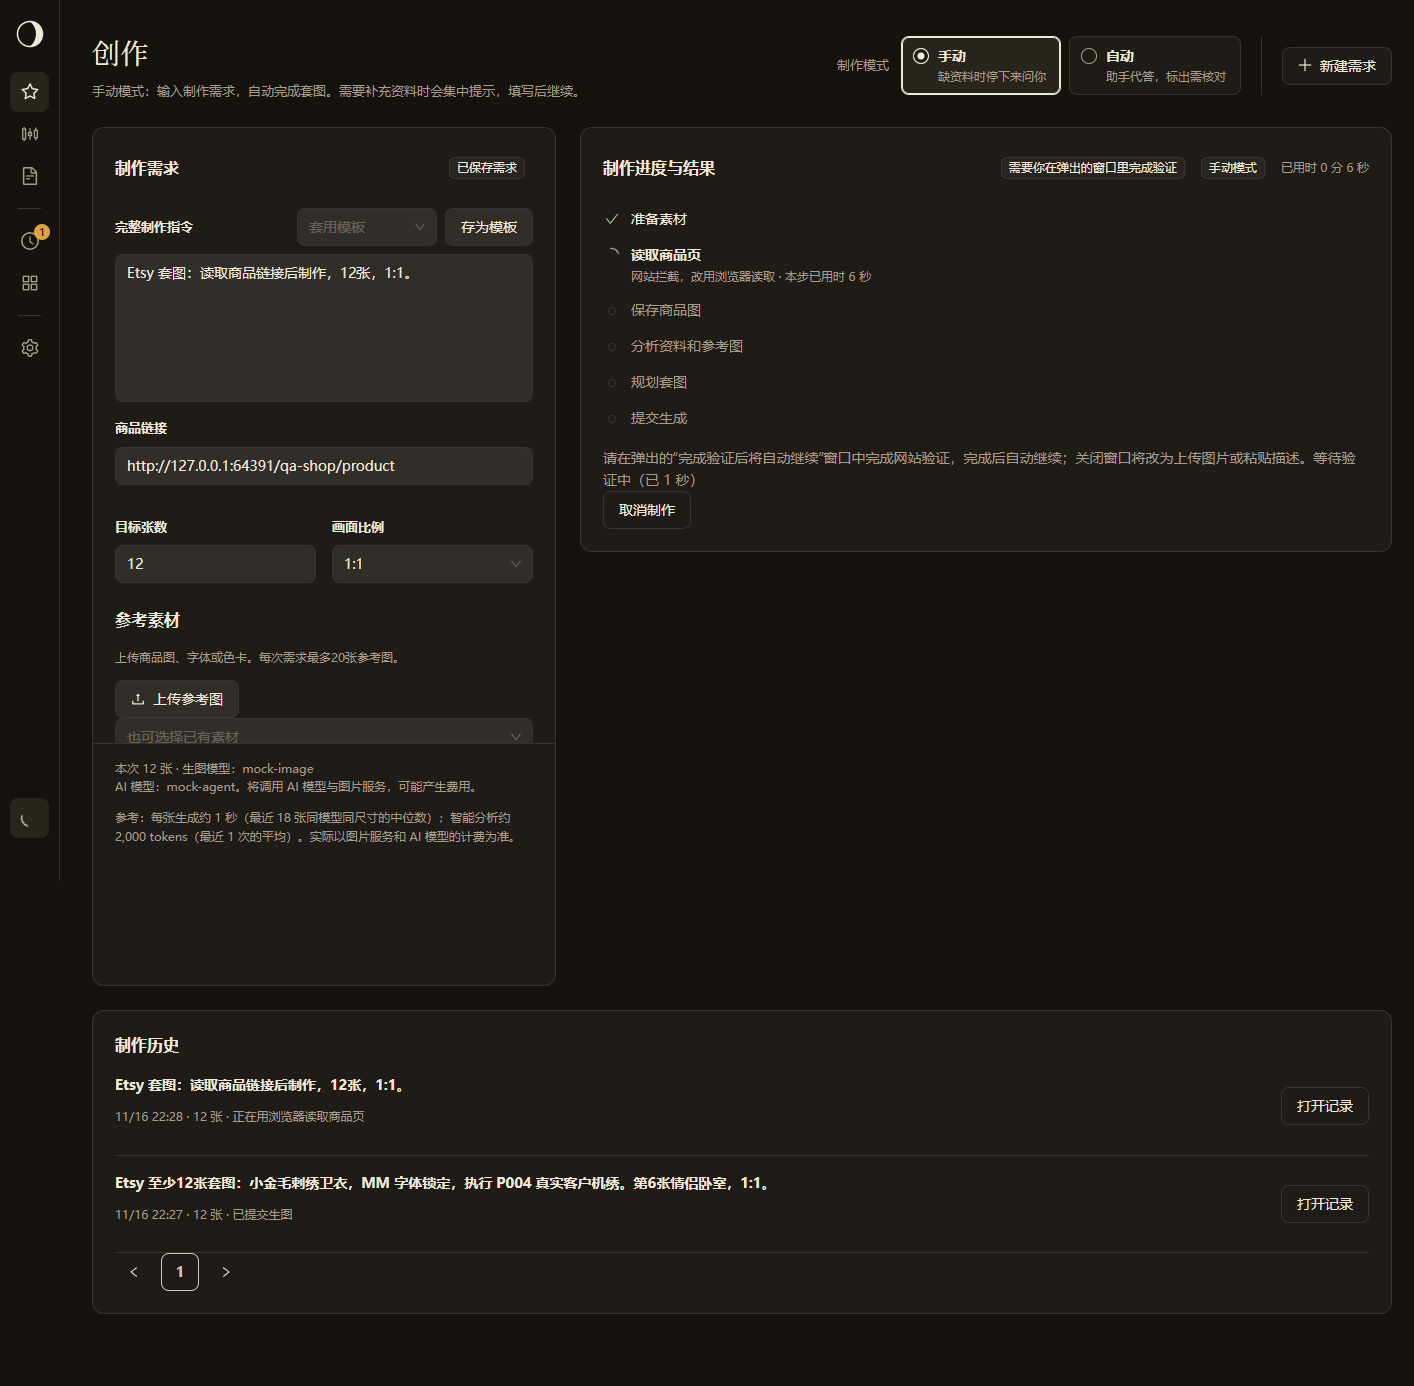 创作
手动模式：输入制作需求，自动完成套图。需要补充资料时会集中提示，填写后继续。
制作模式
手动
缺资料时停下来问你
自动
助手代答，标出需核对
新建需求
1
制作需求
已保存需求
完整制作指令
套用模板
存为模板
Etsy 套图：读取商品链接后制作，12张，1:1。
商品链接
http://127.0.0.1:64391/qa-shop/product
目标张数
画面比例
12
1:1
参考素材
上传商品图、字体或色卡。每次需求最多20张参考图。
上传参考图
也可选择已有素材
本次 12 张 · 生图模型：mock-image
AI 模型：mock-agent。将调用 AI 模型与图片服务，可能产生费用。
参考：每张生成约 1 秒（最近 18 张同模型同尺寸的中位数）；智能分析约
2,000 tokens（最近 1 次的平均）。实际以图片服务和 AI 模型的计费为准。
制作进度与结果
需要你在弹出的窗口里完成验证
手动模式
已用时 0 分 6 秒
准备素材
读取商品页
网站拦截，改用浏览器读取 · 本步已用时 6 秒
保存商品图
分析资料和参考图
规划套图
提交生成
请在弹出的“完成验证后将自动继续”窗口中完成网站验证，完成后自动继续；关闭窗口将改为上传图片或粘贴描述。等待验
证中（已 1 秒）
取消制作
制作历史
Etsy 套图：读取商品链接后制作，12张，1:1。
11/16 22:28 · 12 张 · 正在用浏览器读取商品页
打开记录
Etsy 至少12张套图：小金毛刺绣卫衣，MM 字体锁定，执行 P004 真实客户机绣。第6张情侣卧室，1:1。
11/16 22:27 · 12 张 · 已提交生图
打开记录
1